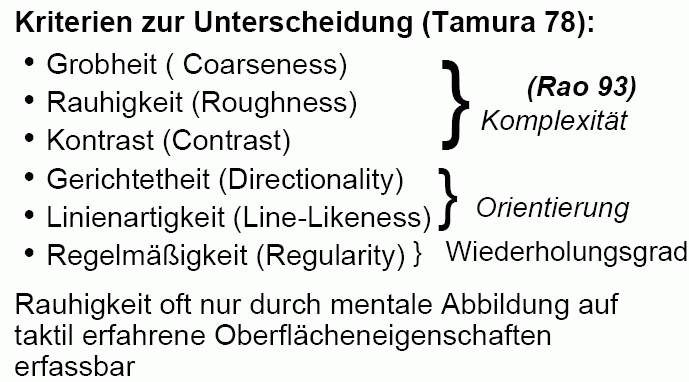 Kriterien zur Unterscheidung (Tamura 78):
• Grobheit ( Coarseness)
• Rauhigkeit (Roughness)
• Kontrast (Contrast)
} (Rao 93)
Komplexität
• Gerichtetheit (Directionality)
• Linienartigkeit (Line-Likeness)
} Orientierung
• Regelmäßigkeit (Regularity) } Wiederholungsgrad
Rauhigkeit oft nur durch mentale Abbildung auf
taktil erfahrene Oberflächeneigenschaften
erfassbar